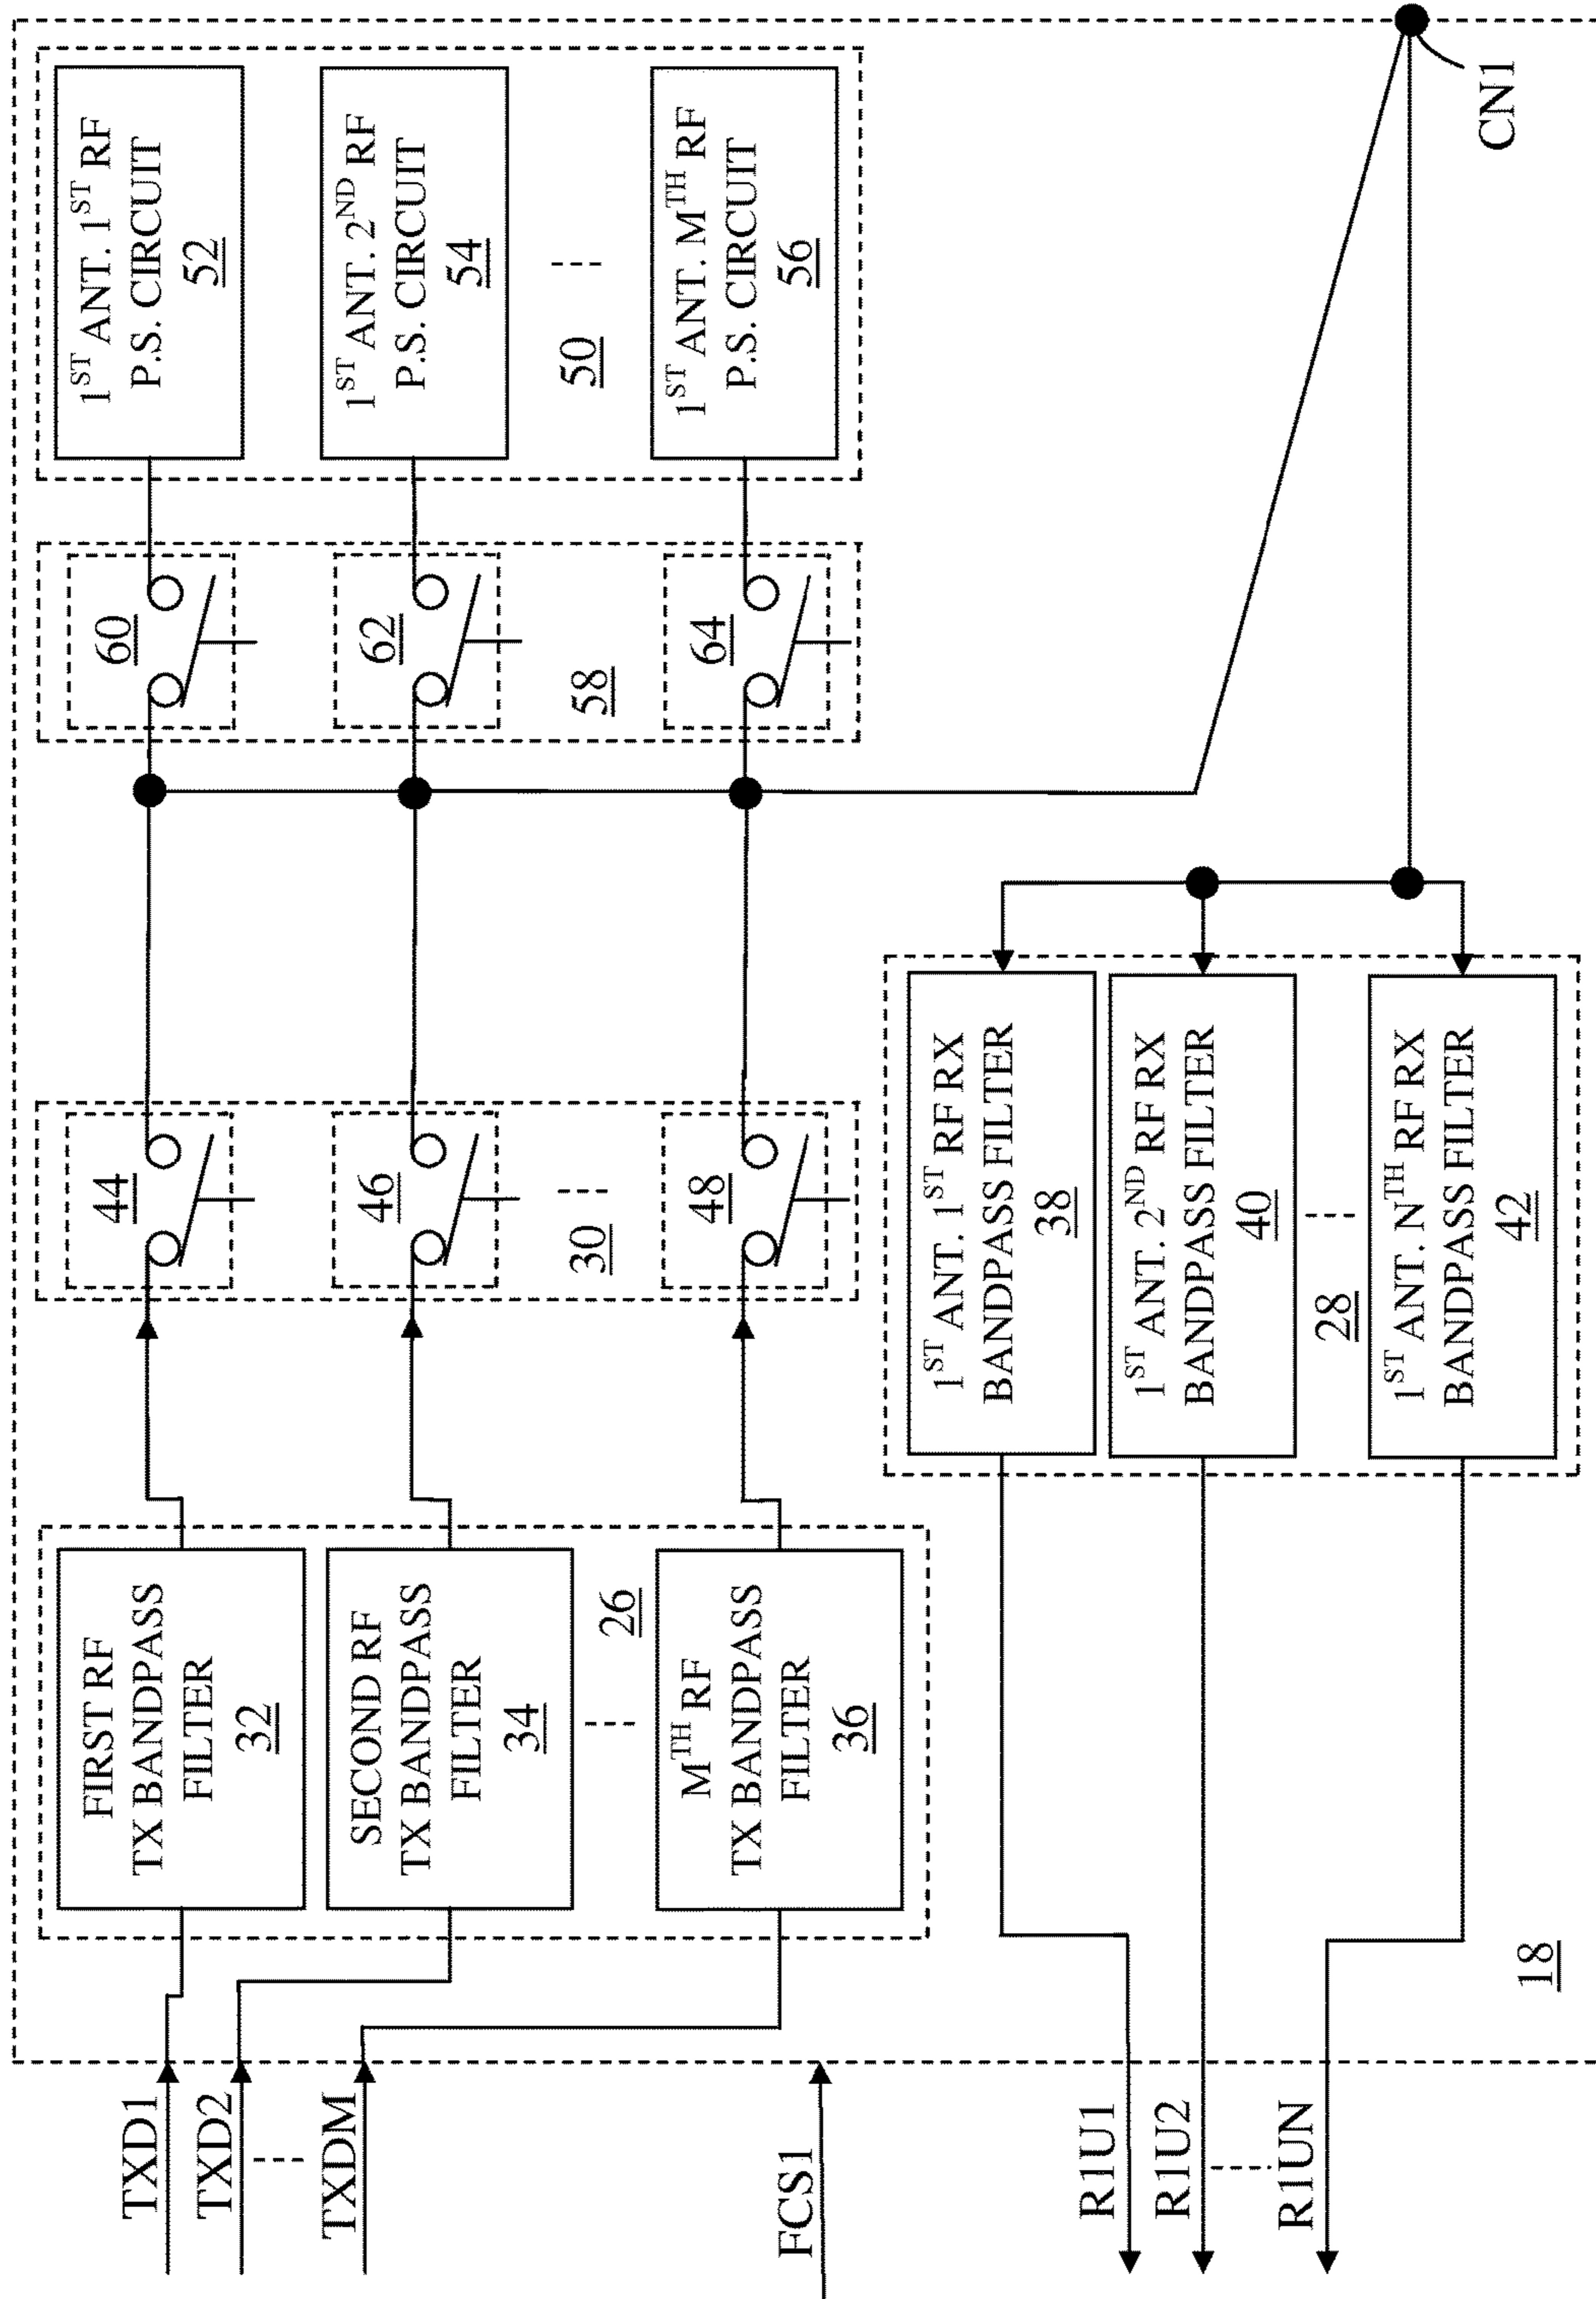 TXD1
TXD2
TXDM
FCS1
R1U1
R1U2
R1UN
FIRST RF
TX BANDPASS
FILTER
32
SECOND RF
TX BANDPASS
FILTER
34
26
MTH RF
TX BANDPASS
FILTER
36
44
46
30
48
60
62
58
64
1ST ANT. 1ST RF
P.S. CIRCUIT
52
1ST ANT. 2ND RF
P.S. CIRCUIT
54
50
1ST ANT. MTH RF
P.S. CIRCUIT
56
1ST ANT. 1ST RF RX
BANDPASS FILTER
38
1ST ANT. 2ND RF RX
BANDPASS FILTER
40
28
1ST ANT. NTH RF RX
BANDPASS FILTER
42
18
CN1